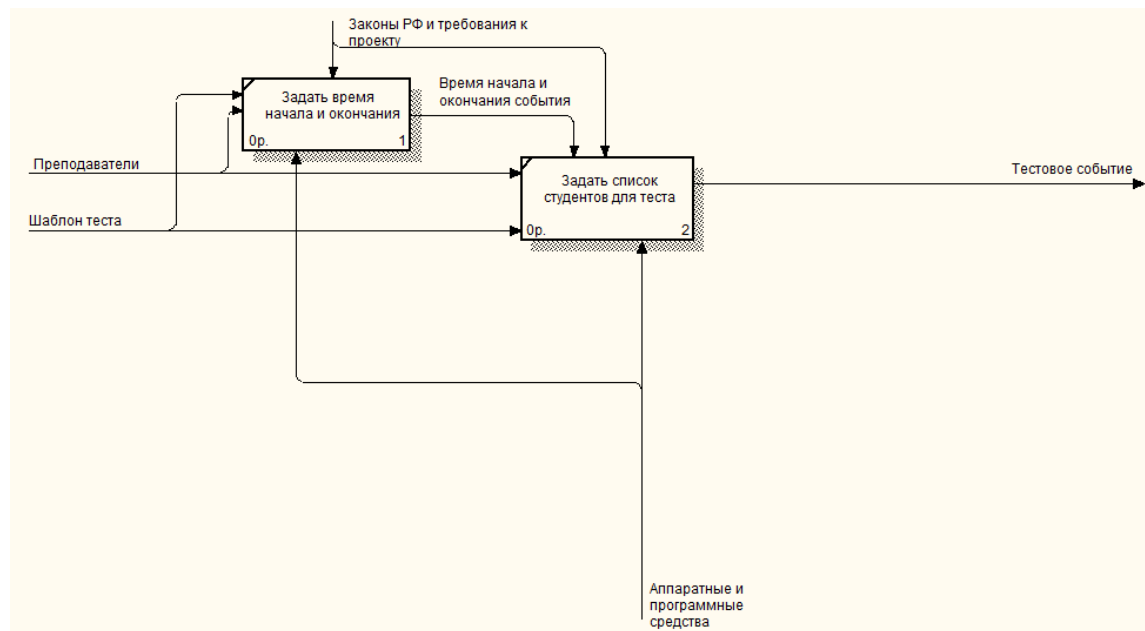 Законы РФ и требования к
проекту
Время начала и
окончания события
Задать время
начала и окончания
0р.
1
Преподаватели
Тестовое событие
Задать список
студентов для теста
Шаблон теста
0р.
2
Аппаратные и
программные
средства